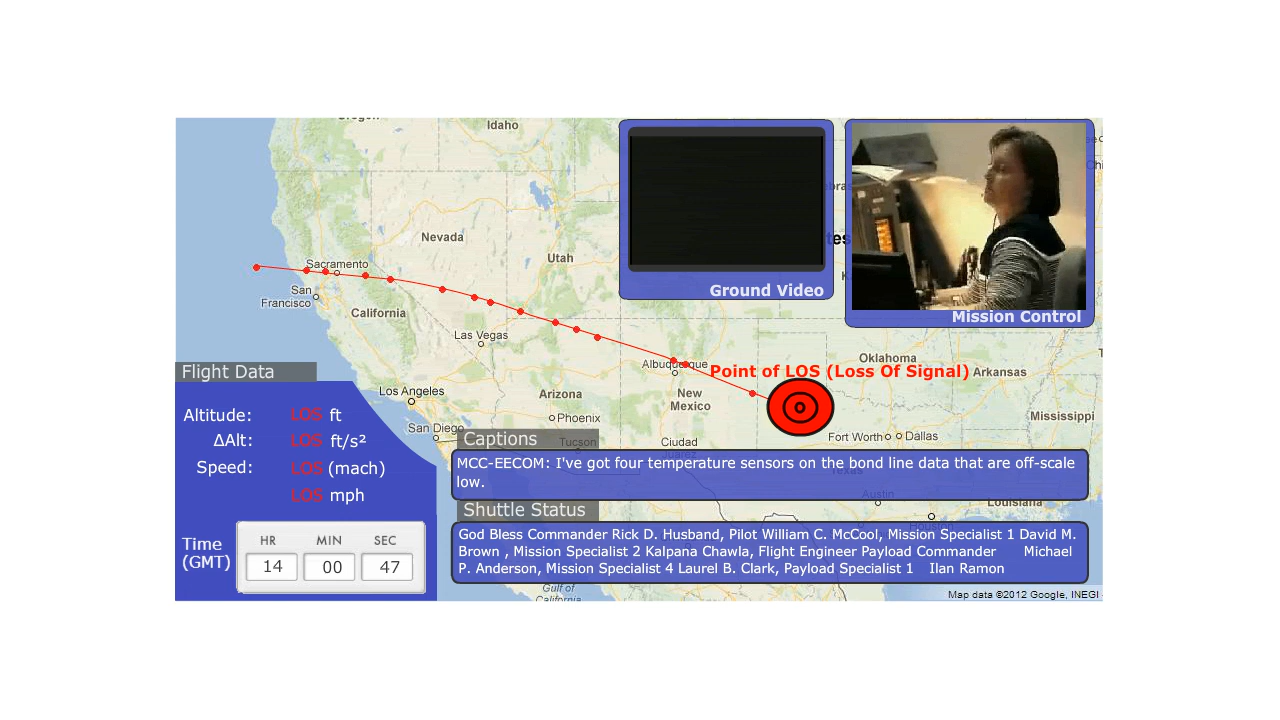 Oregon
Idaho
Nevada
Utah
Sacramento
San
Francisco
California
Las Vegas
Ground Video
Mission Control
Albuquerque
Point of LOS (Loss Of Signal)
Oklahoma
Arkansas
Flight Data
Los Angeles
Arizona
New
Mexico
Altitude: LOS ft
ΔAlt: LOS ft/s²
Speed: LOS (mach)
LOS mph
Phoenix
Mississippi
San Diego
Tucson
Ciudad
Juarez
Fort Worth
Dallas
Captions
MCC-EECOM: I've got four temperature sensors on the bond line data that are off-scale
low.
Texas
Austin
Louisiana
Houston
Shuttle Status
God Bless Commander Rick D. Husband, Pilot William C. McCool, Mission Specialist 1 David M.
Brown , Mission Specialist 2 Kalpana Chawla, Flight Engineer Payload Commander Michael
P. Anderson, Mission Specialist 4 Laurel B. Clark, Payload Specialist 1 Ilan Ramon
Time
(GMT)
HR MIN SEC
14 00 47
Gulf of
California
Map data ©2012 Google, INEGI